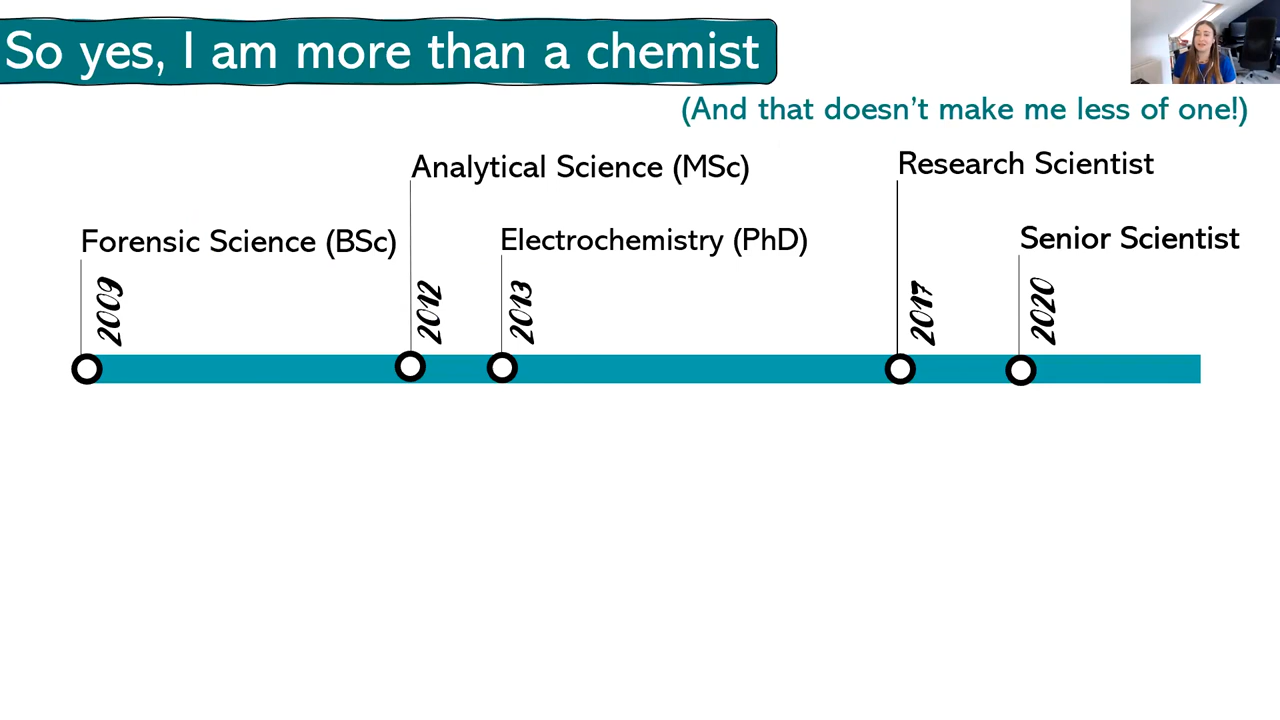 So yes, I am more than a chemist
(And that doesn't make me less of one!)
Analytical Science (MSc)
Research Scientist
Forensic Science (BSc)
Electrochemistry (PhD)
Senior Scientist
2009
2012
2013
2017
2020